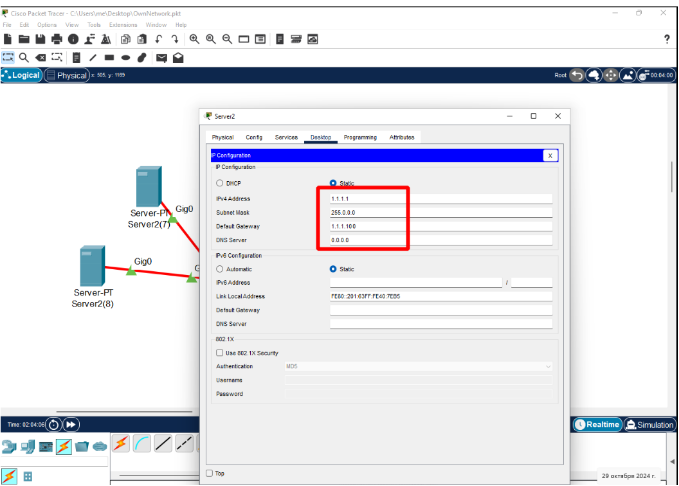 Cisco Packet Tracer - C:\Users\vne\Desktop\OwnNetwork.pkt
File Edit Options View Tools Extensions Window Help
Logical Physical x: 505, y: 1199 Root 00:04:00
Server2
Physical Config Services Desktop Programming Attributes
IP Configuration X
IP Configuration
DHCP Static
IPv4 Address 1.1.1.1
Subnet Mask 255.0.0.0
Default Gateway 1.1.1.100
DNS Server 0.0.0.0
IPv6 Configuration
Automatic Static
IPv6 Address /
Link Local Address FE80::201:63FF:FE40:7EB5
Default Gateway
DNS Server
802.1X
Use 802.1X Security
Authentication MD5
Username
Password
Top
Gig0
Server-PT
Server2(7)
Gig0
G
Server-PT
Server2(8)
Time: 02:04:06 Realtime Simulation
29 октября 2024 г.